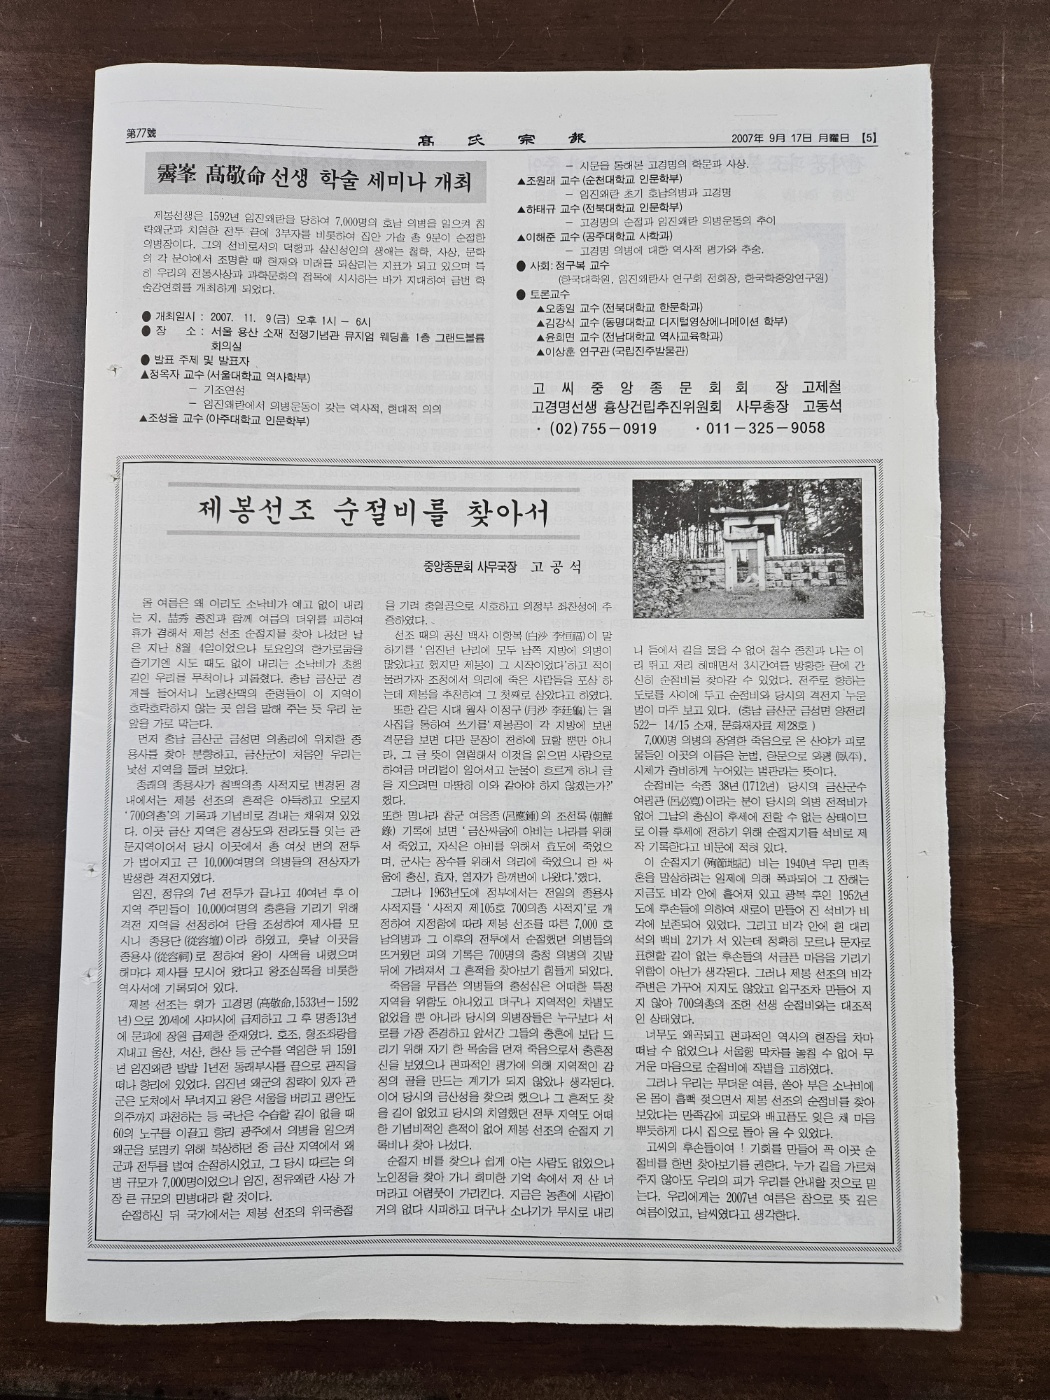 第77號
高氏宗報
2007年 9月 17日 月曜日 【5】
霽峯 高敬命 선생 학술 세미나 개최
제봉선생은 1592년 임진왜란을 당하여 7,000명의 호남 의병을 일으켜 침
략왜군과 치열한 전투 끝에 3부자를 비롯하여 집안 가솔 총 9분이 순절한
의병장이다. 그의 선비로서의 덕행과 살신성인의 생애는 철학, 사상, 문학
의 각 분야에서 조명할 때 현재와 미래를 되살리는 지표가 되고 있으며 특
히 우리의 전통사상과 과학문화의 접목에 시사하는 바가 지대하여 금번 학
술강연회를 개최하게 되었다.
● 개최일시 : 2007. 11. 9(금) 오후 1시 – 6시
● 장 소 : 서울 용산 소재 전쟁기념관 뮤지엄 웨딩홀 1층 그랜드볼륨
회의실
● 발표 주제 및 발표자
▲정옥자 교수 (서울대학교 역사학부)
– 기조연설
– 임진왜란에서 의병운동이 갖는 역사적, 현대적 의의
▲조성을 교수 (아주대학교 인문학부)
– 시문을 통해본 고경명의 학문과 사상.
▲조원래 교수 (순천대학교 인문학부)
– 임진왜란 초기 호남의병과 고경명
▲하태규 교수 (전북대학교 인문학부)
– 고경명의 순절과 임진왜란 의병운동의 추이
▲이해준 교수 (공주대학교 사학과)
– 고경명 의병에 대한 역사적 평가와 추숭.
● 사회: 정구복 교수
(한국대학원, 임진왜란사 연구회 전회장, 한국학중앙연구원)
● 토론교수
▲오종일 교수 (전북대학교 한문학과)
▲김강식 교수 (동명대학교 디지털영상에니메이션 학부)
▲윤희면 교수 (전남대학교 역사교육학과)
▲이상훈 연구관 (국립진주발물관)
고 씨 중 앙 종 문 회 회 장 고제철
고경명선생 흉상건립추진위원회 사무총장 고동석
· (02) 755 – 0919 · 011 – 325 – 9058
제봉선조 순절비를 찾아서
중앙종문회 사무국장 고 공 석
올 여름은 왜 이리도 소낙비가 예고 없이 내리
는 지, 喆秀 종친과 함께 여름의 더위를 피하여
휴가 겸해서 제봉 선조 순절지를 찾아 나섰던 날
은 지난 8월 4일이었으나 토요일의 한가로움을
즐기기엔 시도 때도 없이 내리는 소낙비가 초행
길인 우리를 무척이나 괴롭혔다. 충남 금산군 경
계를 들어서니 노령산맥의 준령들이 이 지역이
호락호락하지 않는 곳 임을 말해 주는 듯 우리 눈
앞을 가로 막는다.
먼저 충남 금산군 금성면 의총리에 위치한 종
용사를 찾아 분향하고, 금산군이 처음인 우리는
낯선 지역을 둘러 보았다.
종래의 종용사가 칠백의총 사적지로 변경된 경
내에서는 제봉 선조의 흔적은 아득하고 오로지
‘700의총’의 기록과 기념비로 경내는 채워져 있었
다. 이곳 금산 지역은 경상도와 전라도를 잇는 관
문지역이어서 당시 이곳에서 총 여섯 번의 전투
가 벌어지고 근 10,000여명의 의병들의 전상자가
발생한 격전지였다.
임진, 정유의 7년 전투가 끝나고 40여년 후 이
지역 주민들이 10,000여명의 충혼을 기리기 위해
격전 지역을 선정하여 단을 조성하여 제사를 모
시니 종용단 (從容壇)이라 하였고, 훗날 이곳을
종용사 (從容祠)로 정하여 왕이 사액을 내렸으며
해마다 제사를 모시어 왔다고 왕조실록을 비롯한
역사서에 기록되어 있다.
제봉 선조는 휘가 고경명 (高敬命,1533년– 1592
년)으로 20세에 사마시에 급제하고 그 후 명종13년
에 문과에 장원 급제한 준재였다. 호조, 형조좌랑을
지내고 울산, 서산, 한산 등 군수를 역임한 뒤 1591
년 임진왜란 발발 1년전 동래부사를 끝으로 관직을
떠나 향리에 있었다. 임진년 왜군의 침략이 있자 관
군은 도처에서 무너지고 왕은 서울을 버리고 평안도
의주까지 파천하는 등 국난은 수습할 길이 없을 때
60의 노구를 이끌고 향리 광주에서 의병을 일으켜
왜군을 토멸키 위해 북상하던 중 금산 지역에서 왜
군과 전투를 벌여 순절하시었고, 그 당시 따르는 의
병 규모가 7,000명이었으니 임진, 정유왜란 사상 가
장 큰 규모의 민병대라 할 것이다.
순절하신 뒤 국가에서는 제봉 선조의 위국충절
을 기려 충열공으로 시호하고 의정부 좌찬성에 추
증하였다..
선조 때의 공신 백사 이항복 (白沙 李恒福)이 말
하기를 ‘임진년 난리에 모두 남쪽 지방에 의병이
많았다고 했지만 제봉이 그 시작이었다’하고 적이
물러가자 조정에서 의리에 죽은 사람들을 포상 하
는데 제봉을 추천하여 그 첫째로 삼았다고 하였다.
또한 같은 시대 월사 이정구 (月沙 李廷龜)는 월
사집을 통하여 쓰기를‘ 제봉공이 각 지방에 보낸
격문을 보면 다만 문장이 천하에 묘할 뿐만 아니
라, 그 글 뜻이 열렬해서 이것을 읽으면 사람으로
하여금 머리법이 일어서고 눈물이 흐르게 하니 글
을 지으려면 마땅히 이와 같아야 하지 않겠는가?’
했다.
또한 명나라 참군 여응종 (呂應鍾)의 조선록 (朝鮮
錄) 기록에 보면 ‘ 금산싸움에 아비는 나라를 위해
서 죽었고, 자식은 아비를 위해서 효도에 죽었으
며, 군사는 장수를 위해서 의리에 죽었으니 한 싸
움에 충신, 효자, 열자가 한꺼번에 나왔다.’했다.
그러나 1963년도에 정부에서는 전일의 종용사
사적지를 ‘ 사적지 제105호 700의총 사적지’로 개
정하여 지정함에 따라 제봉 선조를 따른 7,000 호
남의병과 그 이후의 전투에서 순절했던 의병들의
뜨거웠던 피의 기록은 700명의 충청 의병의 깃발
뒤에 가려져서 그 흔적을 찾아보기 힘들게 되었다.
죽음을 무릅쓴 의병들의 충성심은 어떠한 특정
지역을 위함도 아니었고 더구나 지역적인 차별도
없었을 뿐 아니라 당시의 의병장들은 누구보다 서
로를 가장 존경하고 앞서간 그들의 충혼에 보답 드
리기 위해 자기 한 목숨을 먼저 죽음으로서 충혼정
신을 보였으나 편파적인 평가에 의해 지역적인 감
정의 골을 만드는 계기가 되지 않았나 생각된다.
이어 당시의 금산성을 찾으려 했으나 그 흔적도 찾
을 길이 없었고 당시의 치열했던 전투 지역도 어떠
한 기념비적인 흔적이 없어 제봉 선조의 순절지 기
록비나 찾아 나섰다.
순절지 비를 찾으나 쉽게 아는 사람도 없었으나
노인정을 찾아 가니 희미한 기억 속에서 저 산 너
머라고 어렴풋이 가리킨다. 지금은 농촌에 사람이
거의 없다 시피하고 더구나 소나기가 무시로 내리
니 들에서 길을 물을 수 없어 철수 종친과 나는 이
리 뛰고 저리 헤매면서 3시간여를 방황한 끝에 간
신히 순절비를 찾아갈 수 있었다. 전주로 향하는
도로를 사이에 두고 순절비와 당시의 격전지 눈벌
벌이 마주 보고 있다. (충남 금산군 금성면 양전리
522– 14/15 소재, 문화재자료 제28호 )
7,000명 의병의 장렬한 죽음으로 온 산야가 피로
물들인 이곳의 이름은 눈벌, 한문으로 와평 (臥坪),
시체가 즐비하게 누어있는 벌판라는 뜻이다.
순절비는 숙종 38년(1712년) 당시의 금산군수
여필관 (呂必寬)이라는 분이 당시의 의병 전적비가
없어 그날의 충심이 후세에 전할 수 없는 상태이므
로 이를 후세에 전하기 위해 순절지기를 석비로 제
작 기록한다고 비문에 적혀 있다.
이 순절지기 (殉節地記) 비는 1940년 우리 민족
혼을 말살하려는 일제에 의해 폭파되어 그 잔해는
지금도 비각 안에 흩어져 있고 광복 후인 1952년
도에 후손들에 의하여 새로이 만들어 진 석비가 비
각에 보존되어 있었다. 그리고 비각 안에 흰 대리
석의 백비 2기가 서 있는데 정확히 모르나 문자로
표현할 길이 없는 후손들의 서글픈 마음을 기리기
위함이 아닌가 생각된다. 그러나 제봉 선조의 비각
주변은 가꾸어 지지도 않았고 입구조차 만들어 지
지 않아 700의총의 조헌 선생 순절비와는 대조적
인 상태였다.
너무도 왜곡되고 편파적인 역사의 현장을 차마
떠날 수 없었으나 서울행 막차를 놓칠 수 없어 무
거운 마음으로 순절비에 작별을 고하였다.
그러나 우리는 무더운 여름, 쏟아 부은 소낙비에
온 몸이 흠뻑 젖으면서 제봉 선조의 순절비를 찾아
보았다는 만족감에 피로와 배고픔도 잊은 채 마음
뿌듯하게 다시 집으로 돌아 올 수 있었다.
고씨의 후손들이여 ! 기회를 만들어 꼭 이곳 순
절비를 한번 찾아보기를 권한다. 누가 길을 가르쳐
주지 않아도 우리의 피가 우리를 안내할 것으로 믿
는다. 우리에게는 2007년 여름은 참으로 뜻 깊은
여름이었고, 날씨였다고 생각한다.